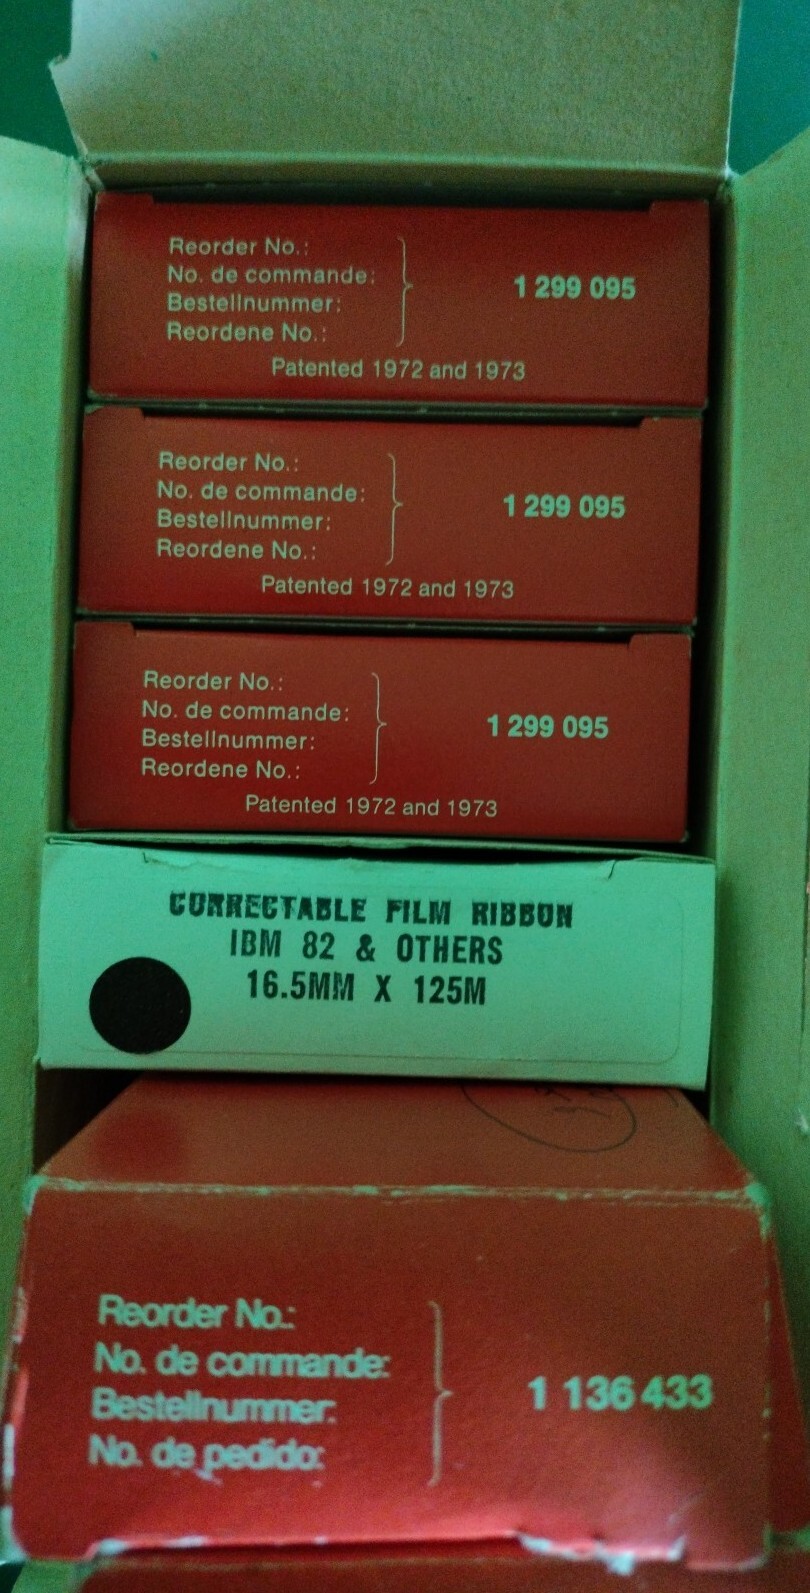 Reorder No.:
No. de commande:
Bestellnummer:
Reordene No.:
1 299 095
Patented 1972 and 1973
Reorder No.:
No. de commande:
Bestellnummer:
Reordene No.:
1 299 095
Patented 1972 and 1973
Reorder No.:
No. de commande:
Bestellnummer:
Reordene No.:
1 299 095
Patented 1972 and 1973
CORRECTABLE FILM RIBBON
IBM 82 & OTHERS
16.5MM X 125M
Reorder No.:
No. de commande:
Bestellnummer:
No. de pedido:
1 136 433